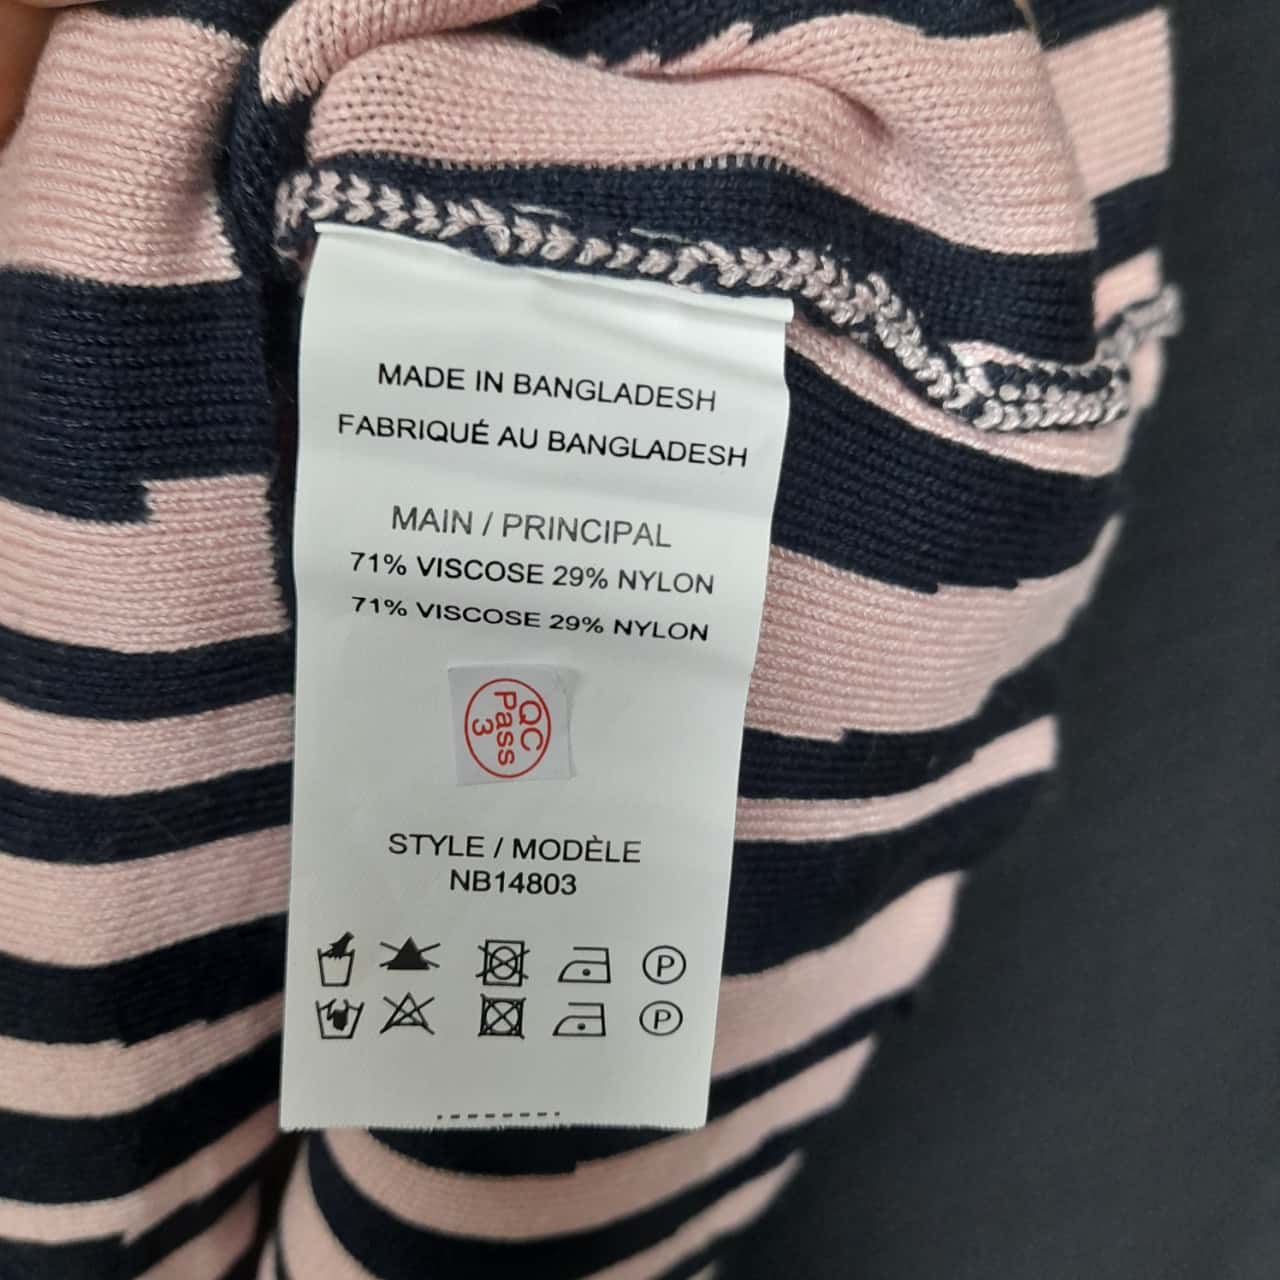 MADE IN BANGLADESH
FABRIQUÉ AU BANGLADESH
MAIN / PRINCIPAL
71% VISCOSE 29% NYLON
71% VISCOSE 29% NYLON
QC
Pass
3
STYLE / MODÈLE
NB14803
P
P